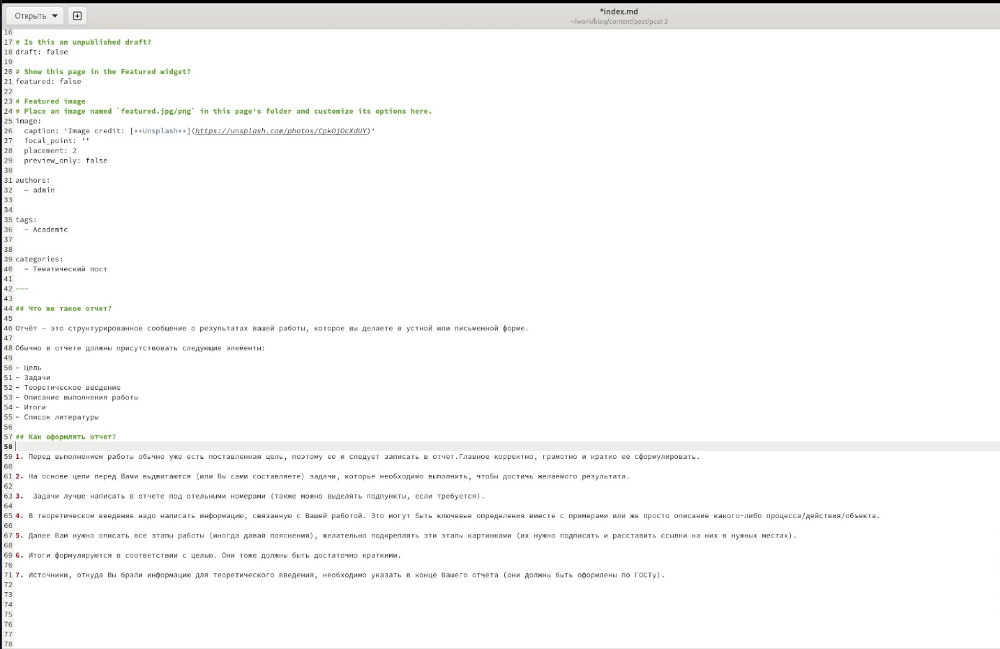 Открыть
*index.md
~/work/blog/content/post/post 3
16
17 # Is this an unpublished draft?
18 draft: false
19
20 # Show this page in the Featured widget?
21 featured: false
22
23 # Featured image
24 # Place an image named `featured.jpg/png` in this page's folder and customize its options here.
25 image:
26   caption: 'Image credit: [**Unsplash**](https://unsplash.com/photos/CpkOjOcXdUY)'
27   focal_point: ''
28   placement: 2
29   preview_only: false
30
31 authors:
32   - admin
33
34
35 tags:
36   - Academic
37
38
39 categories:
40   - Тематический пост
41
42 ---
43
44 ## Что же такое отчет?
45
46 Отчёт — это структурированное сообщение о результатах вашей работы, которое вы делаете в устной или письменной форме.
47
48 Обычно в отчете должны присутствовать следующие элементы:
49
50 - Цель
51 - Задачи
52 - Теоретическое введение
53 - Описание выполнения работы
54 - Итоги
55 - Список литературы
56
57 ## Как оформлять отчет?
58
59 1. Перед выполнением работы обычно уже есть поставленная цель, поэтому ее и следует записать в отчет.Главное корректно, грамотно и кратко ее сформулировать.
60
61 2. На основе цели перед Вами выдвигаются (или Вы сами составляете) задачи, которые необходимо выполнить, чтобы достичь желаемого результата.
62
63 3.  Задачи лучше написать в отчете под отельными номерами (также можно выделять подпункты, если требуется).
64
65 4. В теоретическом введение надо написать информацию, связанную с Вашей работой. Это могут быть ключевые определения вместе с примерами или же просто описание какого-либо процесса/действия/объекта.
66
67 5. Далее Вам нужно описать все этапы работы (иногда давая пояснения), желательно подкреплять эти этапы картинками (их нужно подписать и расставить ссылки на них в нужных местах).
68
69 6. Итоги формулируются в соответствии с целью. Они тоже должны быть достаточно краткими.
70
71 7. Источники, откуда Вы брали информацию для теоретического введения, необходимо указать в конце Вашего отчета (они должны быть оформлены по ГОСТу).
72
73
74
75
76
77
78